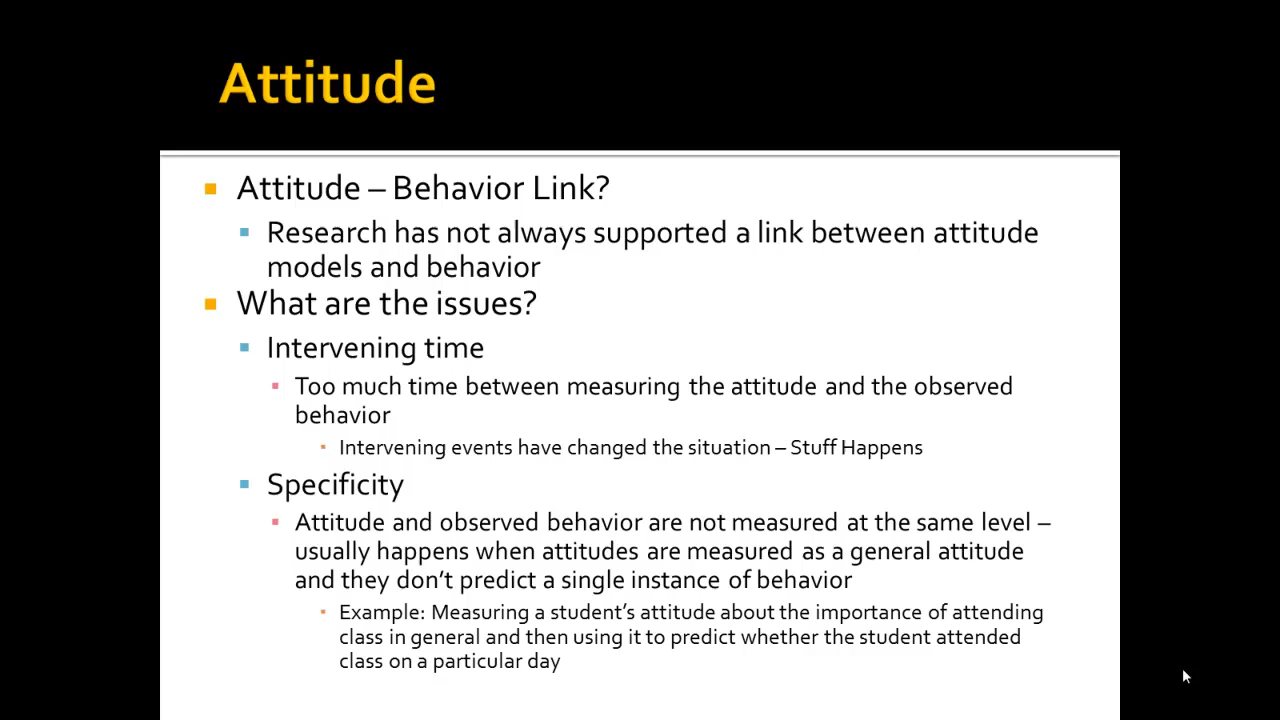 Attitude
Attitude – Behavior Link?
Research has not always supported a link between attitude
models and behavior
What are the issues?
Intervening time
Too much time between measuring the attitude and the observed
behavior
Intervening events have changed the situation – Stuff Happens
Specificity
Attitude and observed behavior are not measured at the same level –
usually happens when attitudes are measured as a general attitude
and they don’t predict a single instance of behavior
Example: Measuring a student’s attitude about the importance of attending
class in general and then using it to predict whether the student attended
class on a particular day